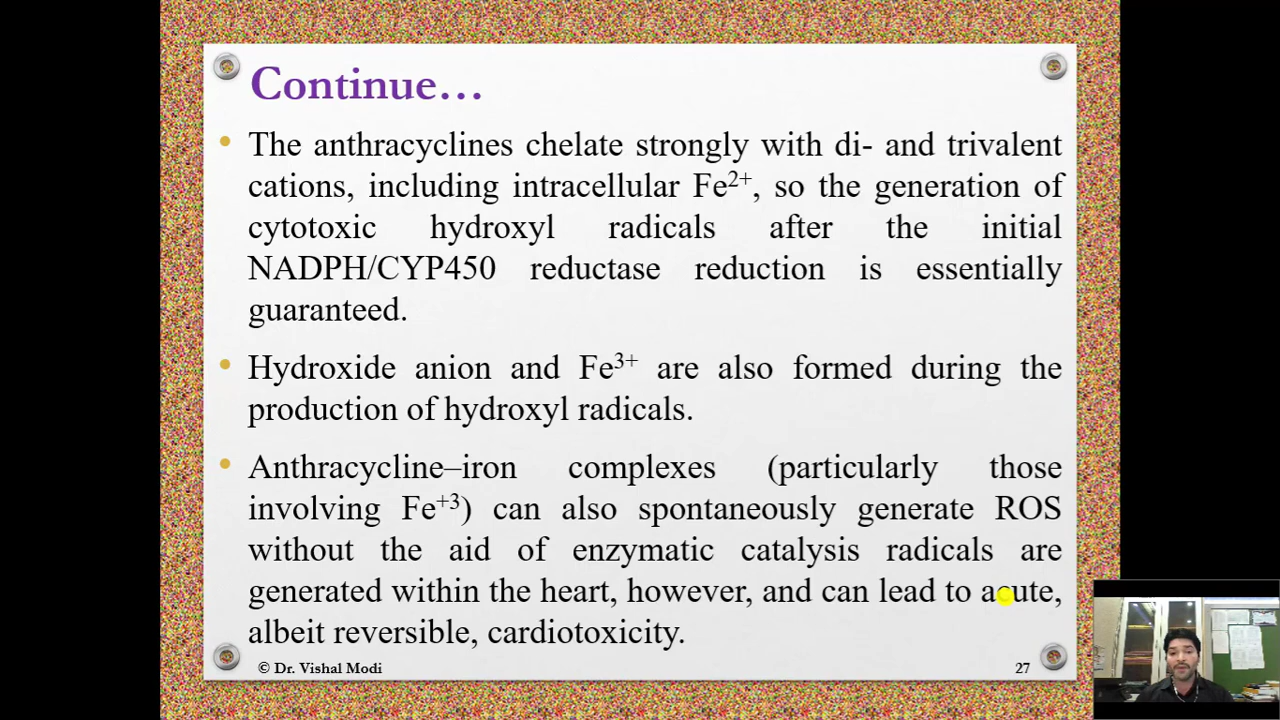 Continue…
• The anthracyclines chelate strongly with di- and trivalent
cations, including intracellular Fe²⁺, so the generation of
cytotoxic hydroxyl radicals after the initial
NADPH/CYP450 reductase reduction is essentially
guaranteed.
• Hydroxide anion and Fe³⁺ are also formed during the
production of hydroxyl radicals.
• Anthracycline–iron complexes (particularly those
involving Fe⁺³) can also spontaneously generate ROS
without the aid of enzymatic catalysis radicals are
generated within the heart, however, and can lead to acute,
albeit reversible, cardiotoxicity.
© Dr. Vishal Modi
27